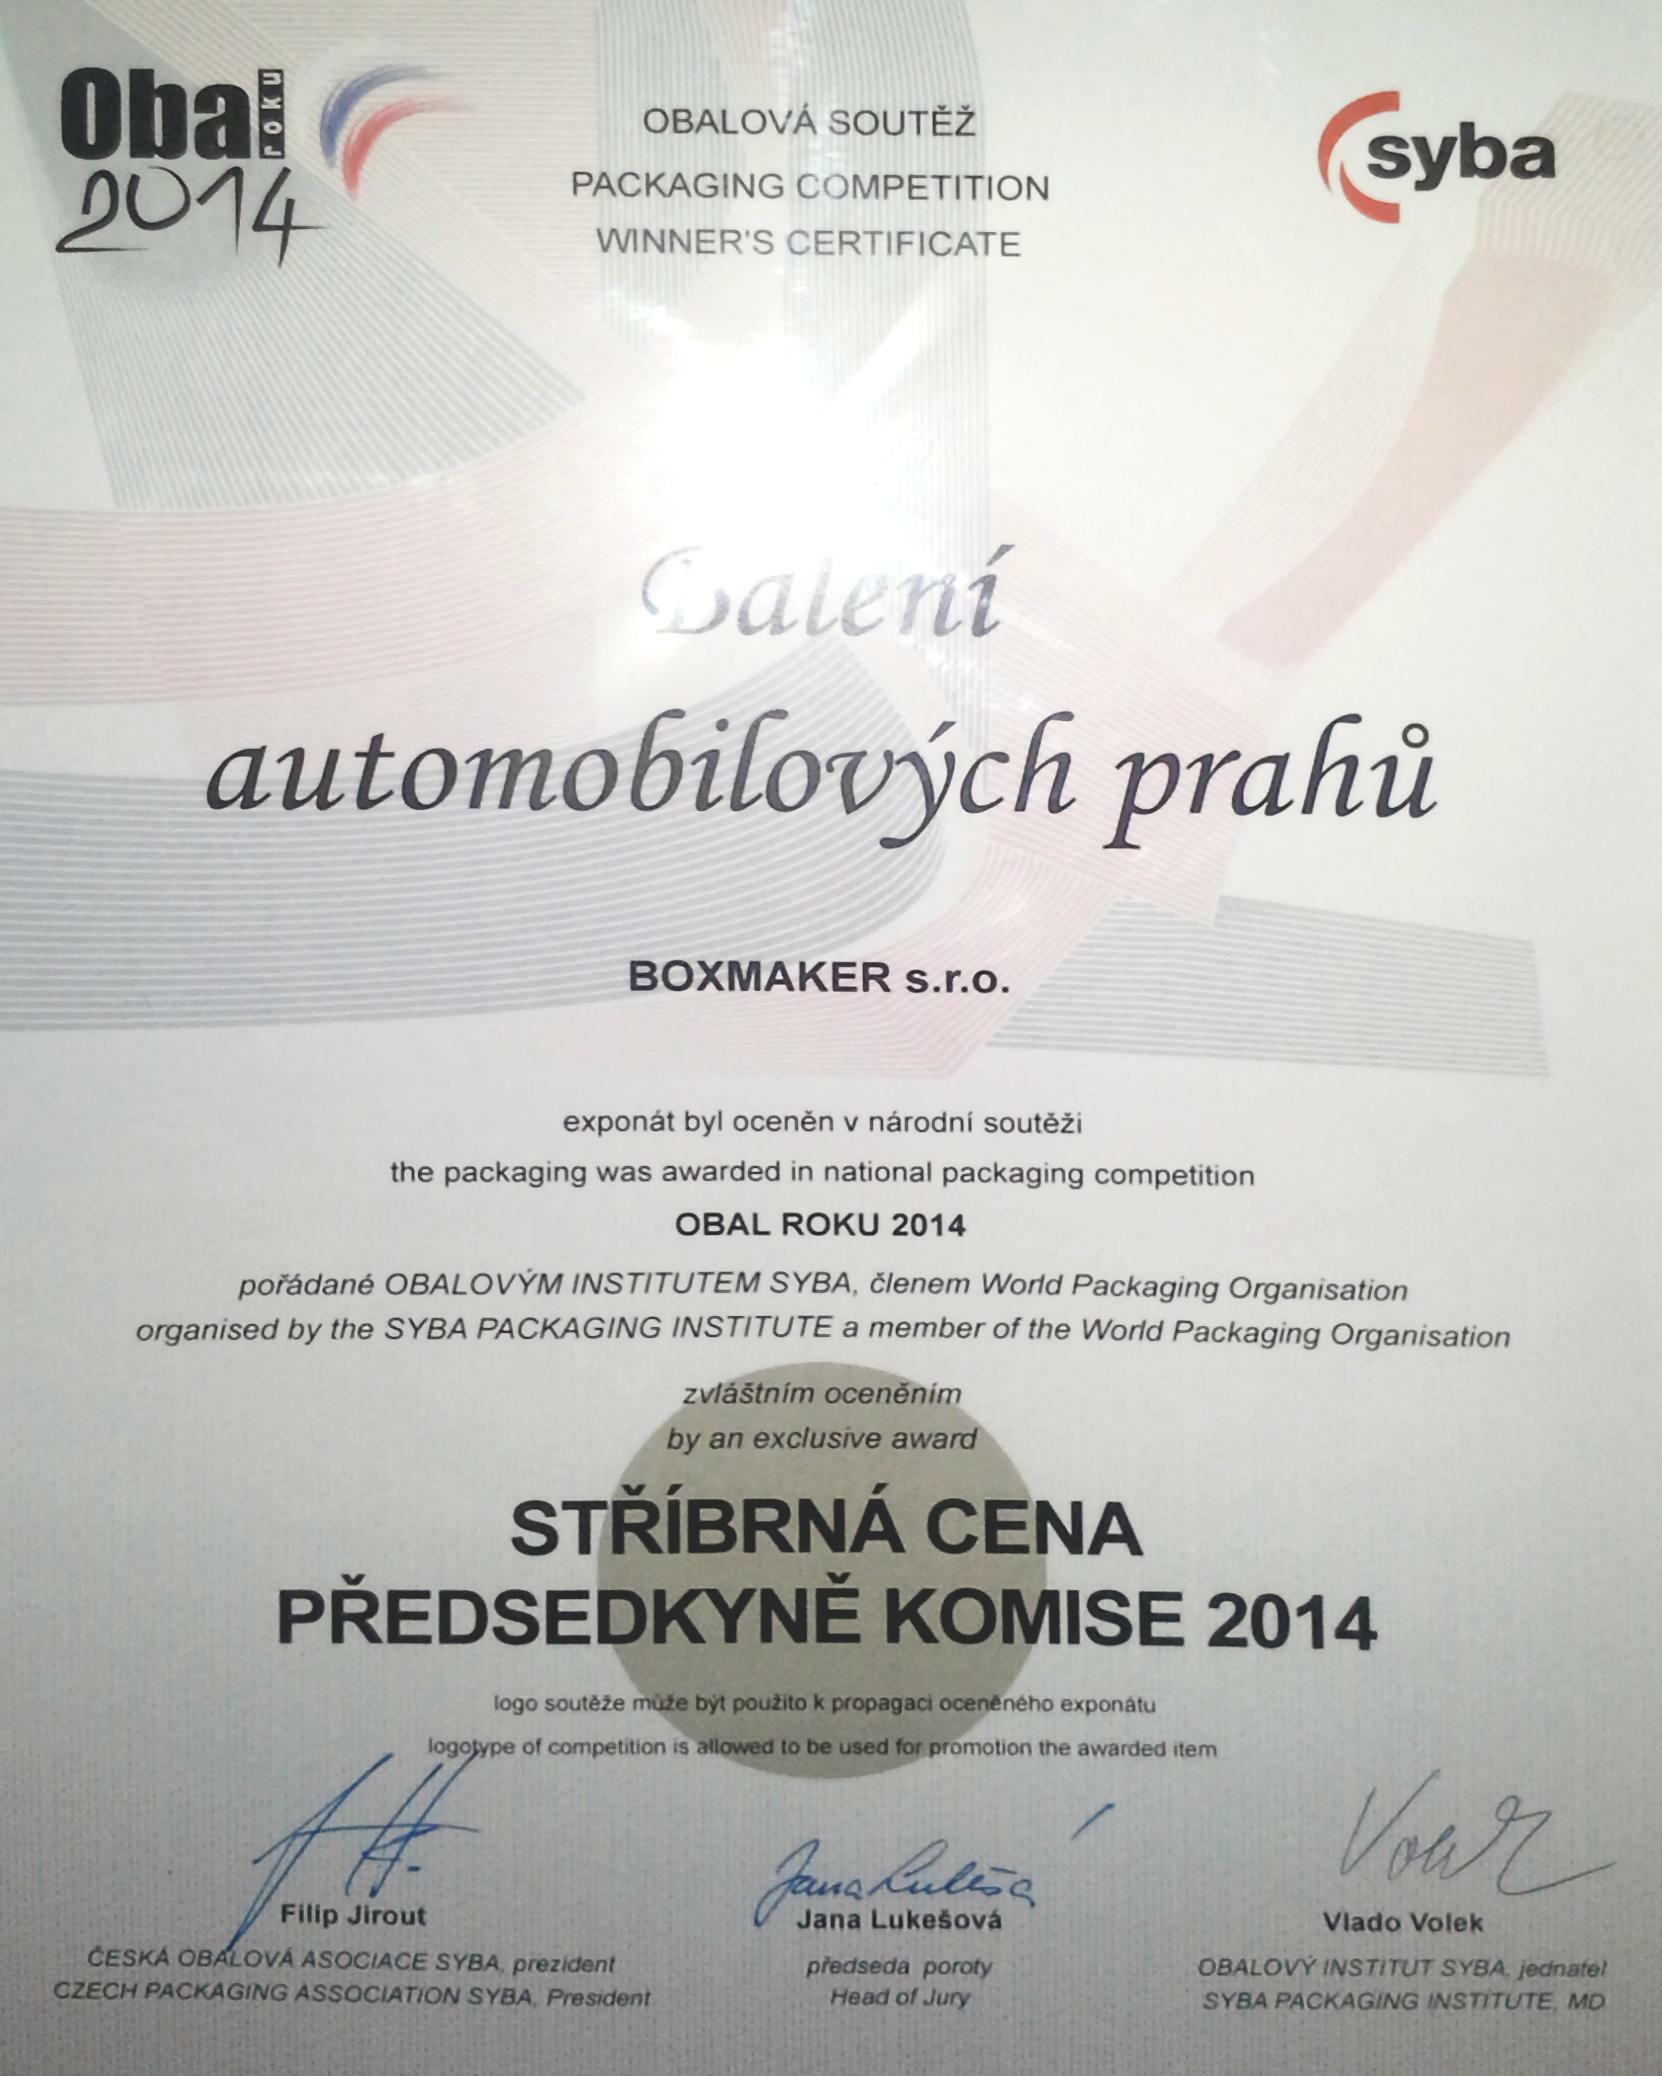 Obal roku
2014
OBALOVÁ SOUTĚŽ
PACKAGING COMPETITION
WINNER'S CERTIFICATE
syba
Balení
automobilových prahů
BOXMAKER s.r.o.
exponát byl oceněn v národní soutěži
the packaging was awarded in national packaging competition
OBAL ROKU 2014
pořádané OBALOVÝM INSTITUTEM SYBA, členem World Packaging Organisation
organised by the SYBA PACKAGING INSTITUTE a member of the World Packaging Organisation
zvláštním oceněním
by an exclusive award
STŘÍBRNÁ CENA
PŘEDSEDKYNĚ KOMISE 2014
logo soutěže může být použito k propagaci oceněného exponátu
logotype of competition is allowed to be used for promotion the awarded item
Jana Lukešová
Filip Jirout
ČESKÁ OBALOVÁ ASOCIACE SYBA, prezident
CZECH PACKAGING ASSOCIATION SYBA, President
Jana Lukešová
předseda poroty
Head of Jury
Vlado Volek
OBALOVÝ INSTITUT SYBA, jednatel
SYBA PACKAGING INSTITUTE, MD